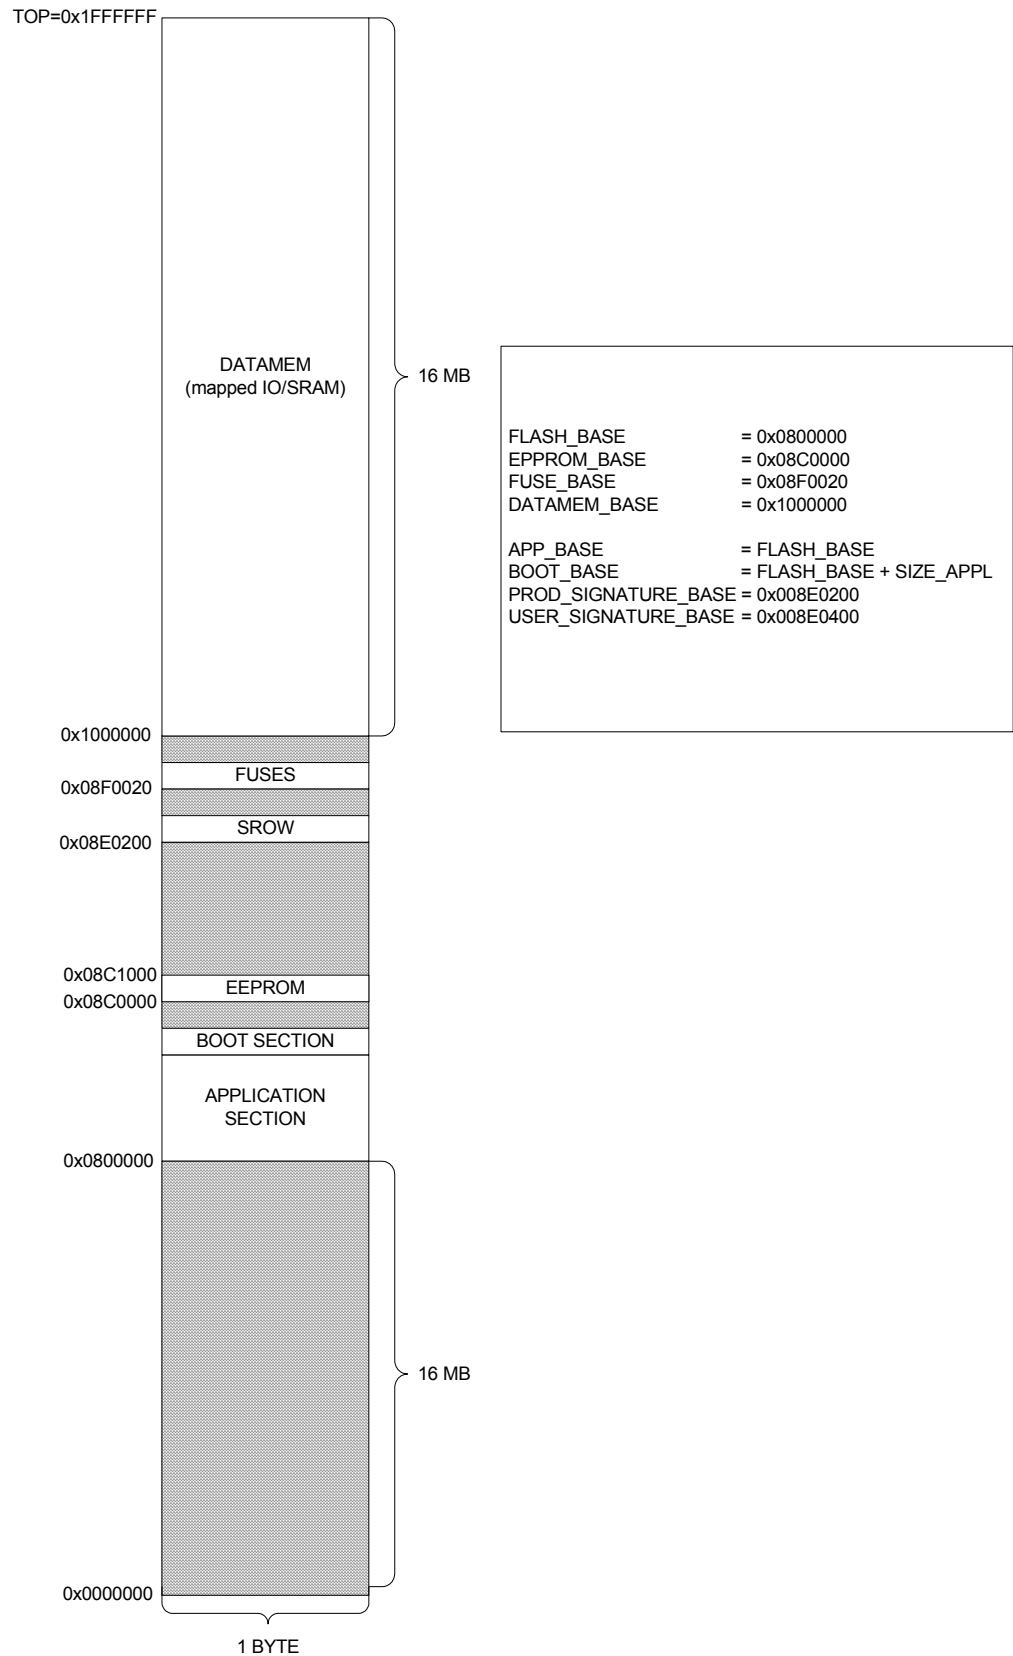 TOP=0x1FFFFFF
DATAMEM
(mapped IO/SRAM)
16 MB
FLASH_BASE = 0x0800000
EPPROM_BASE = 0x08C0000
FUSE_BASE = 0x08F0020
DATAMEM_BASE = 0x1000000
APP_BASE = FLASH_BASE
BOOT_BASE = FLASH_BASE + SIZE_APPL
PROD_SIGNATURE_BASE = 0x008E0200
USER_SIGNATURE_BASE = 0x008E0400
0x1000000
FUSES
0x08F0020
SROW
0x08E0200
0x08C1000
EEPROM
0x08C0000
BOOT SECTION
APPLICATION
SECTION
0x0800000
16 MB
0x0000000
1 BYTE